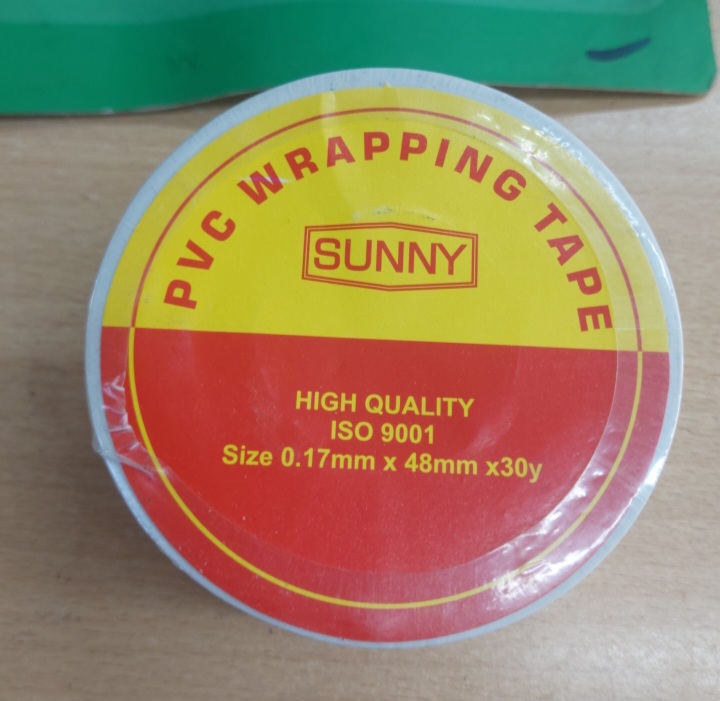 PVC WRAPPING TAPE
SUNNY
HIGH QUALITY
ISO 9001
Size 0.17mm x 48mm x30y